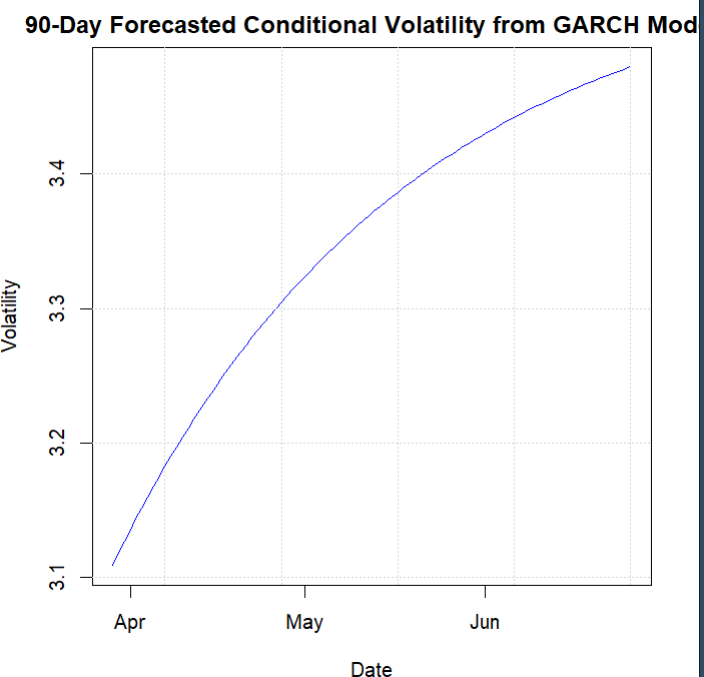 90-Day Forecasted Conditional Volatility from GARCH Mod
3.4
3.3
3.2
3.1
Volatility
Apr May Jun
Date